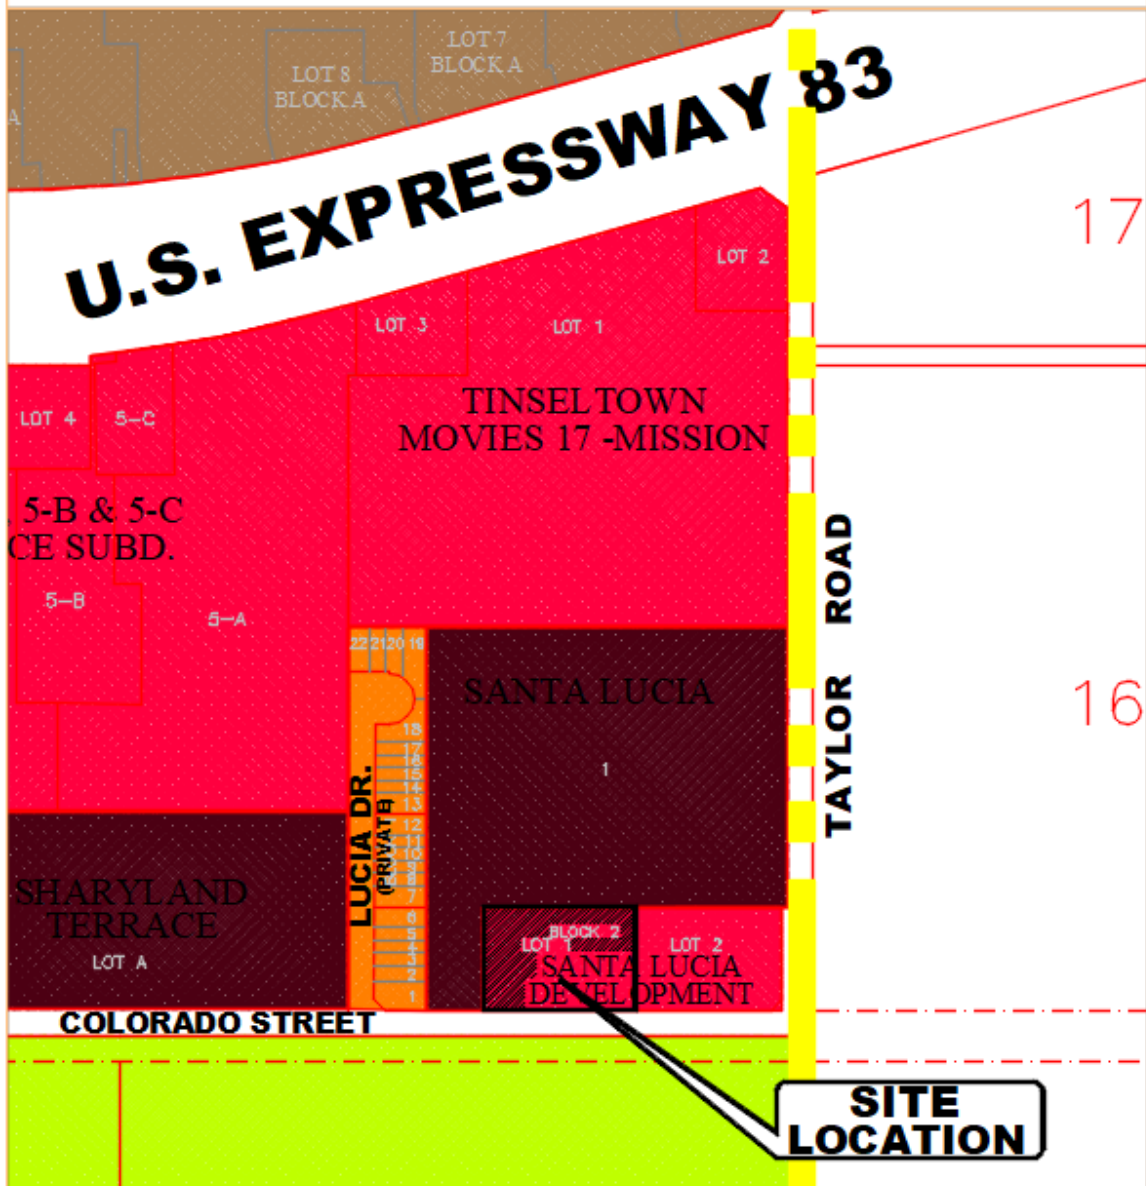 LOT 7
BLOCK A
LOT 8
BLOCK A
A
U.S. EXPRESSWAY 83
17
LOT 2
LOT 3
LOT 1
TINSELTOWN
MOVIES 17 -MISSION
LOT 4
5-C
5-B & 5-C
CE SUBD.
5-B
5-A
TAYLOR ROAD
22 21 20 19
SANTA LUCIA
16
1
18
17
16
15
14
13
12
11
10
9
8
7
6
5
4
3
2
1
LUCIA DR.
(PRIVATE)
SHARYLAND
TERRACE
LOT A
BLOCK 2
LOT 1
LOT 2
SANTA LUCIA
DEVELOPMENT
COLORADO STREET
SITE
LOCATION